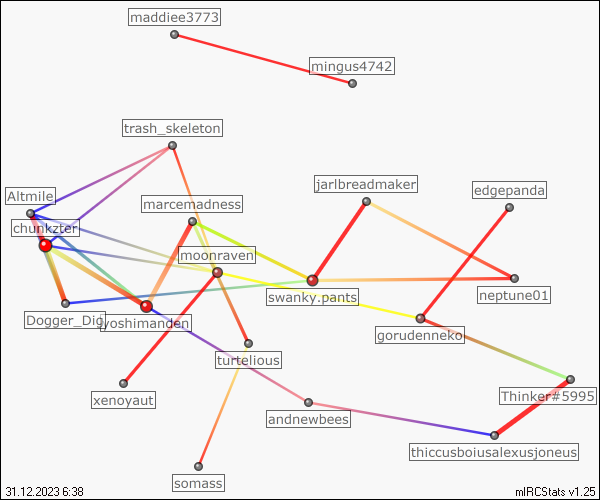 maddiee3773
mingus4742
trash_skeleton
jarlbreadmaker
edgepanda
Altmile
marcemadness
chunkzter
moonraven
swanky.pants
neptune01
Dogger_Dig
gorudenneko
turtelious
Thinker#5995
xenoyaut
andnewbees
thiccusboiusalexusjoneus
somass
31.12.2023 6:38
mIRCStats v1.25